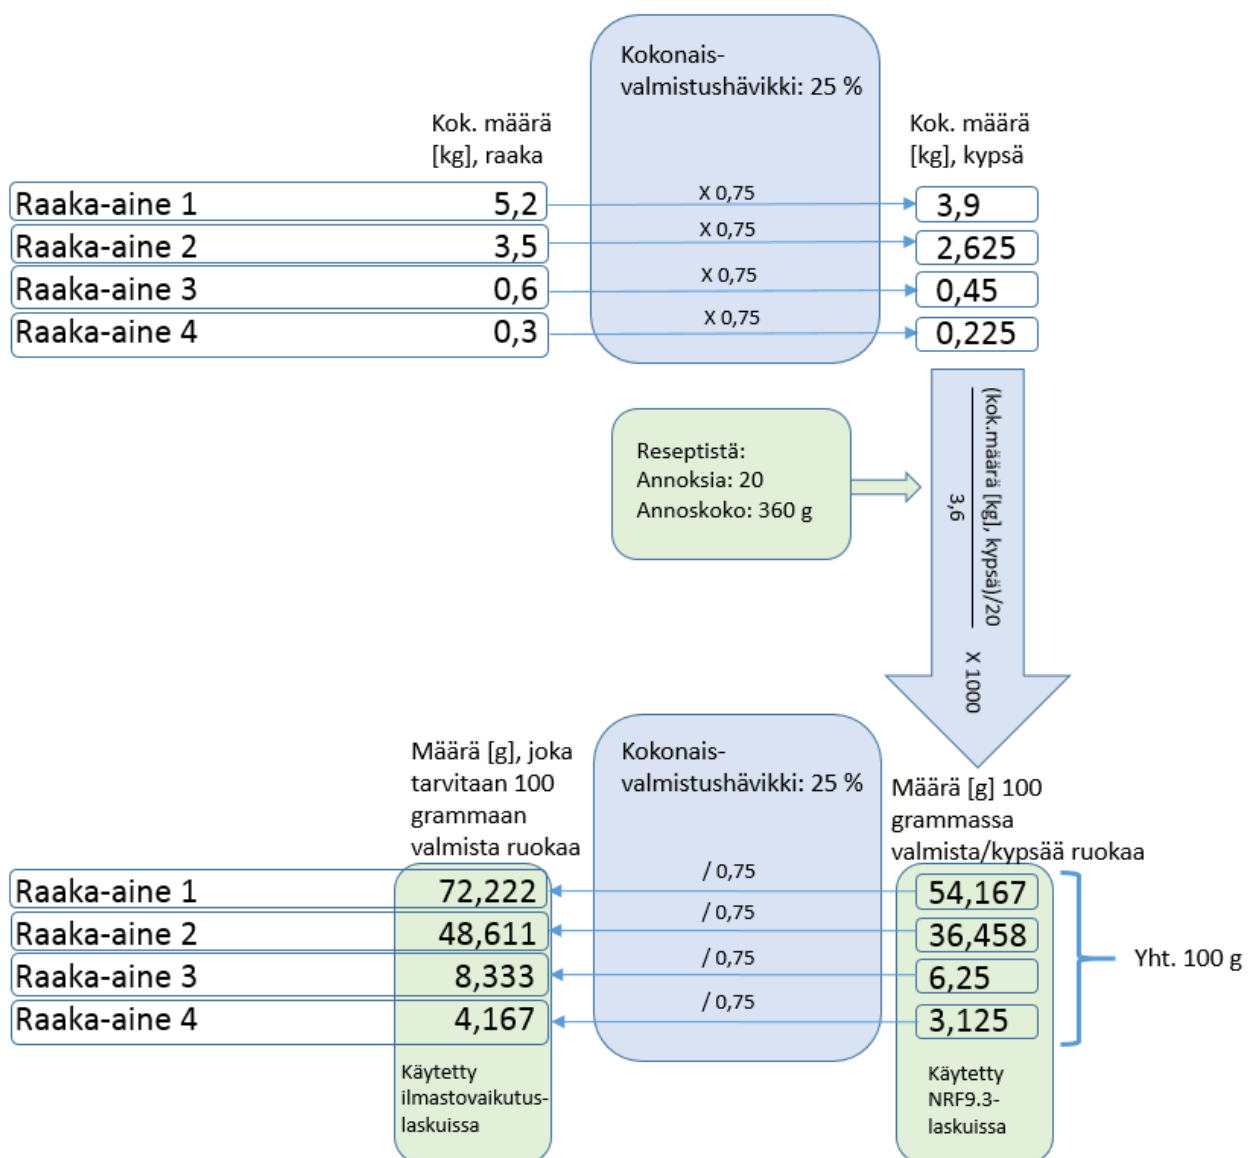 Kokonais-
valmistushävikki: 25 %
Kok. määrä
[kg], raaka
Kok. määrä
[kg], kypsä
Raaka-aine 1 5,2 X 0,75 3,9
Raaka-aine 2 3,5 X 0,75 2,625
Raaka-aine 3 0,6 X 0,75 0,45
Raaka-aine 4 0,3 X 0,75 0,225
Reseptistä:
Annoksia: 20
Annoskoko: 360 g
(kok.määrä [kg], kypsä)/20
3,6
X 1000
Määrä [g], joka
tarvitaan 100
grammaan
valmista ruokaa
Kokonais-
valmistushävikki: 25 %
Määrä [g] 100
grammassa
valmista/kypsää ruokaa
Raaka-aine 1 72,222 / 0,75 54,167
Raaka-aine 2 48,611 / 0,75 36,458
Raaka-aine 3 8,333 / 0,75 6,25
Raaka-aine 4 4,167 / 0,75 3,125
Yht. 100 g
Käytetty
ilmastovaikutus-
laskuissa
Käytetty
NRF9.3-
laskuissa